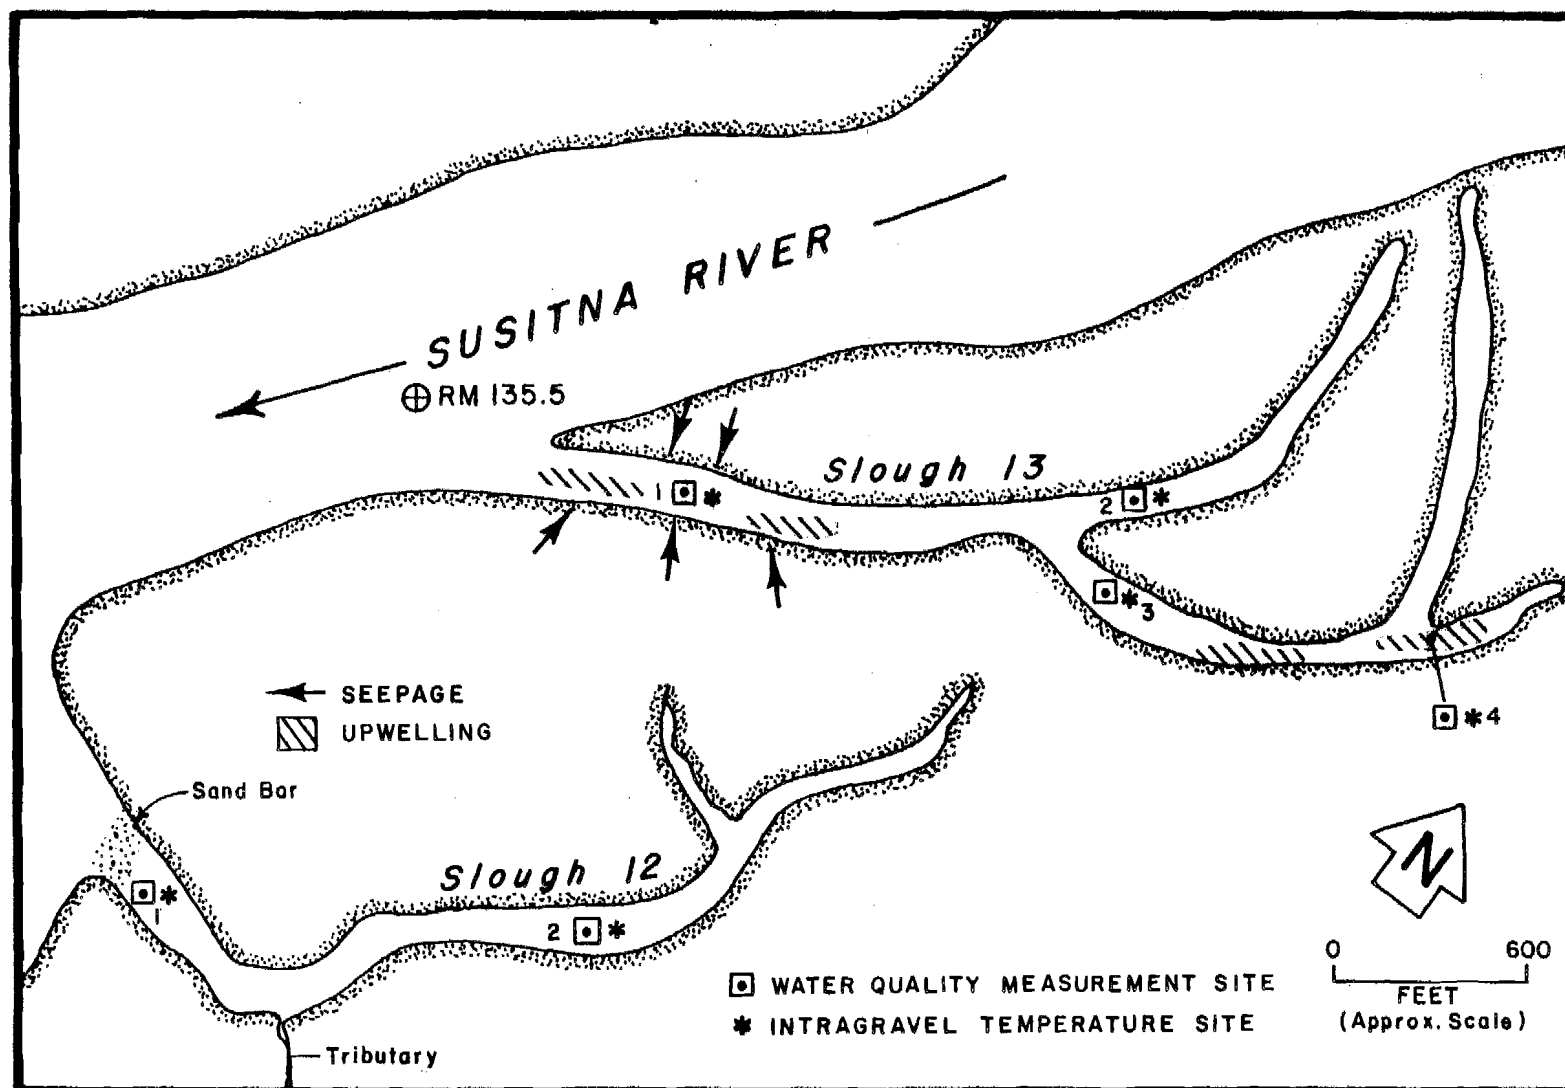 SUSITNA RIVER
RM 135.5
Slough 13
1
2
3
4
SEEPAGE
UPWELLING
Sand Bar
Slough 12
1
2
N
0 600
FEET
(Approx. Scale)
WATER QUALITY MEASUREMENT SITE
INTRAGRAVEL TEMPERATURE SITE
Tributary